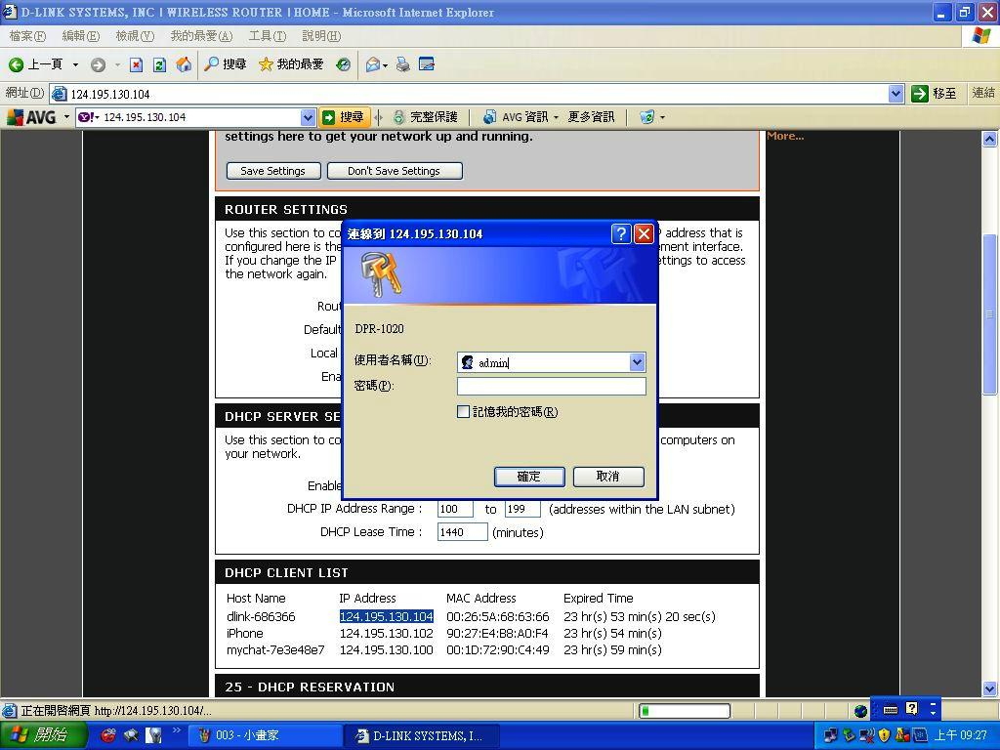 D-LINK SYSTEMS, INC | WIRELESS ROUTER | HOME - Microsoft Internet Explorer
檔案(F) 編輯(E) 檢視(V) 我的最愛(A) 工具(T) 說明(H)
上一頁 搜尋 我的最愛
網址(D) 124.195.130.104 移至 連結
AVG Y! 124.195.130.104 搜尋 完整保護 AVG 資訊 更多資訊
settings here to get your network up and running.
More...
Save Settings Don't Save Settings
ROUTER SETTINGS
Use this section to co
P address that is
configured here is the
ement interface.
If you change the IP
ettings to access
the network again.
Rout
Default
Local
Ena
連線到 124.195.130.104
DPR-1020
使用者名稱(U): admin
密碼(P):
記憶我的密碼(R)
確定 取消
DHCP SERVER SE
Use this section to co
computers on
your network.
Enable
DHCP IP Address Range : 100 to 199 (addresses within the LAN subnet)
DHCP Lease Time : 1440 (minutes)
DHCP CLIENT LIST
Host Name IP Address MAC Address Expired Time
dlink-686366 124.195.130.104 00:26:5A:68:63:66 23 hr(s) 53 min(s) 20 sec(s)
iPhone 124.195.130.102 90:27:E4:B8:A0:F4 23 hr(s) 54 min(s)
mychat-7e3e48e7 124.195.130.100 00:1D:72:90:C4:49 23 hr(s) 59 min(s)
25 - DHCP RESERVATION
正在開啓網頁 http://124.195.130.104/...
開始 003 - 小畫家 D-LINK SYSTEMS, I... 上午 09:27